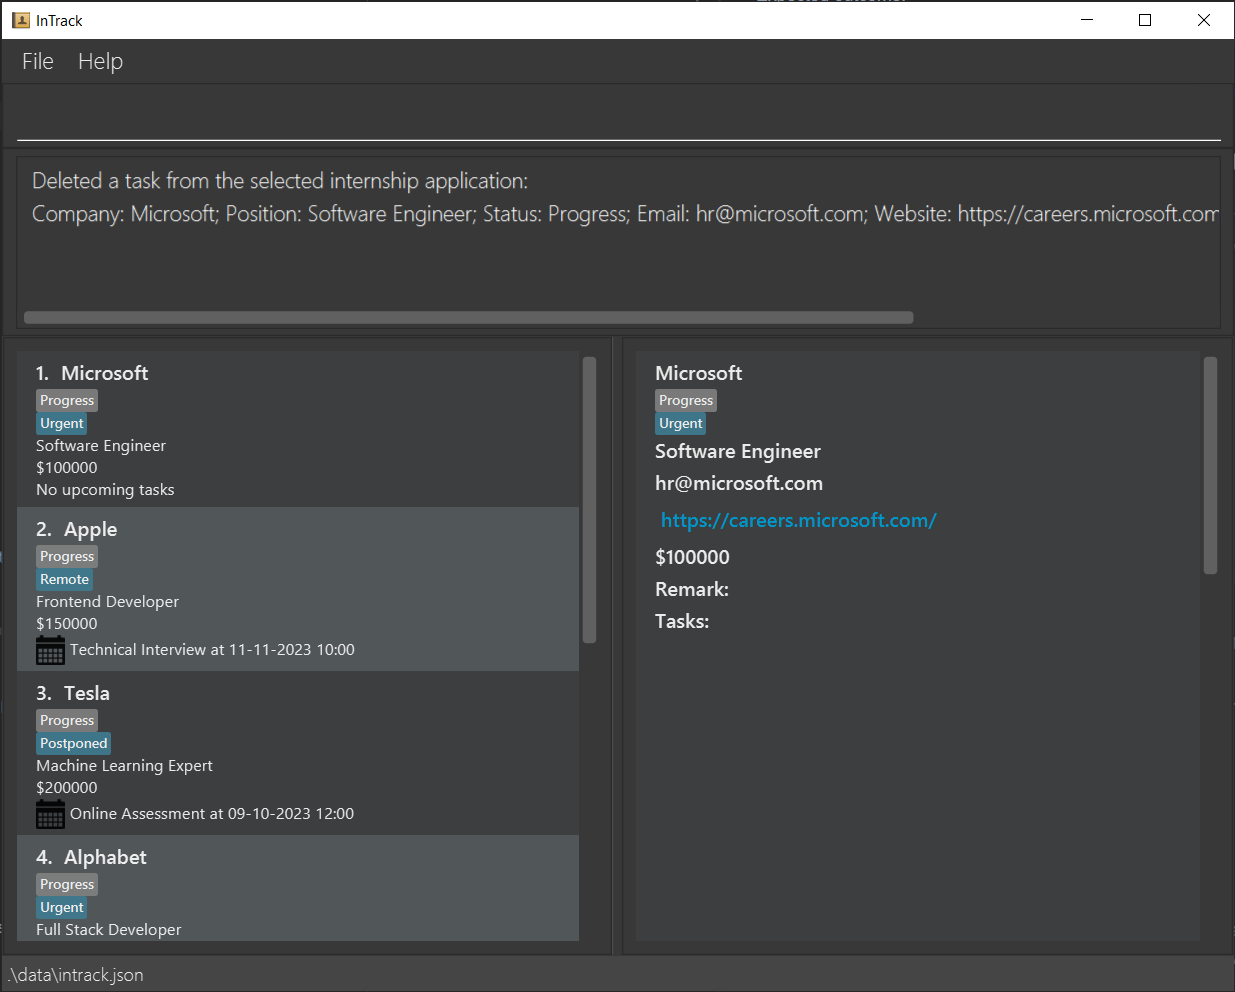 InTrack
File Help
Deleted a task from the selected internship application:
Company: Microsoft; Position: Software Engineer; Status: Progress; Email: hr@microsoft.com; Website: https://careers.microsoft.com
1. Microsoft
Progress
Urgent
Software Engineer
$100000
No upcoming tasks
2. Apple
Progress
Remote
Frontend Developer
$150000
Technical Interview at 11-11-2023 10:00
3. Tesla
Progress
Postponed
Machine Learning Expert
$200000
Online Assessment at 09-10-2023 12:00
4. Alphabet
Progress
Urgent
Full Stack Developer
Microsoft
Progress
Urgent
Software Engineer
hr@microsoft.com
https://careers.microsoft.com/
$100000
Remark:
Tasks:
.\data\intrack.json